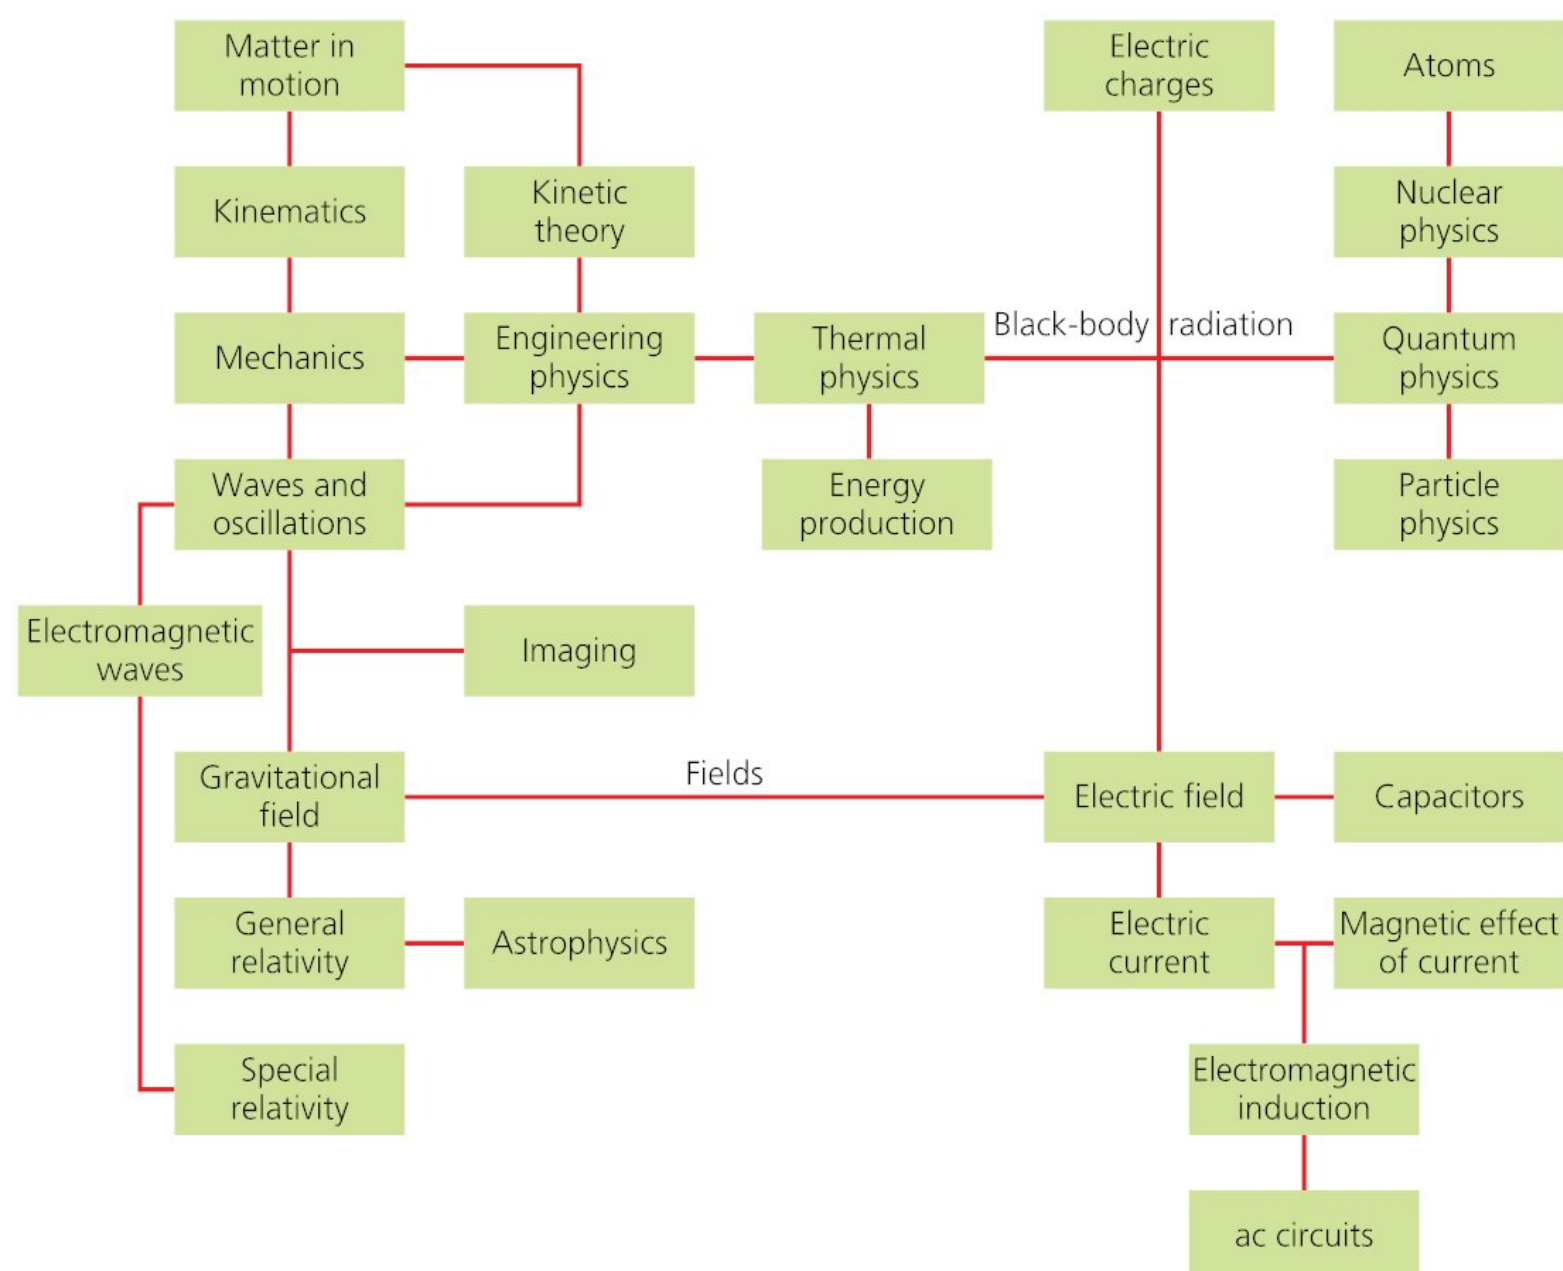 Matter in
motion
Electric
charges
Atoms
Kinematics
Kinetic
theory
Nuclear
physics
Mechanics
Engineering
physics
Thermal
physics
Black-body radiation
Quantum
physics
Waves and
oscillations
Energy
production
Particle
physics
Electromagnetic
waves
Imaging
Gravitational
field
Fields
Electric field
Capacitors
General
relativity
Astrophysics
Electric
current
Magnetic effect
of current
Special
relativity
Electromagnetic
induction
ac circuits